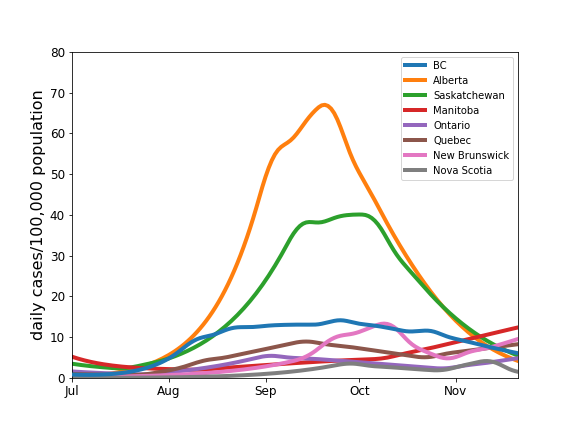 80
70
60
50
40
30
20
10
0
daily cases/100,000 population
Jul
Aug
Sep
Oct
Nov
BC
Alberta
Saskatchewan
Manitoba
Ontario
Quebec
New Brunswick
Nova Scotia